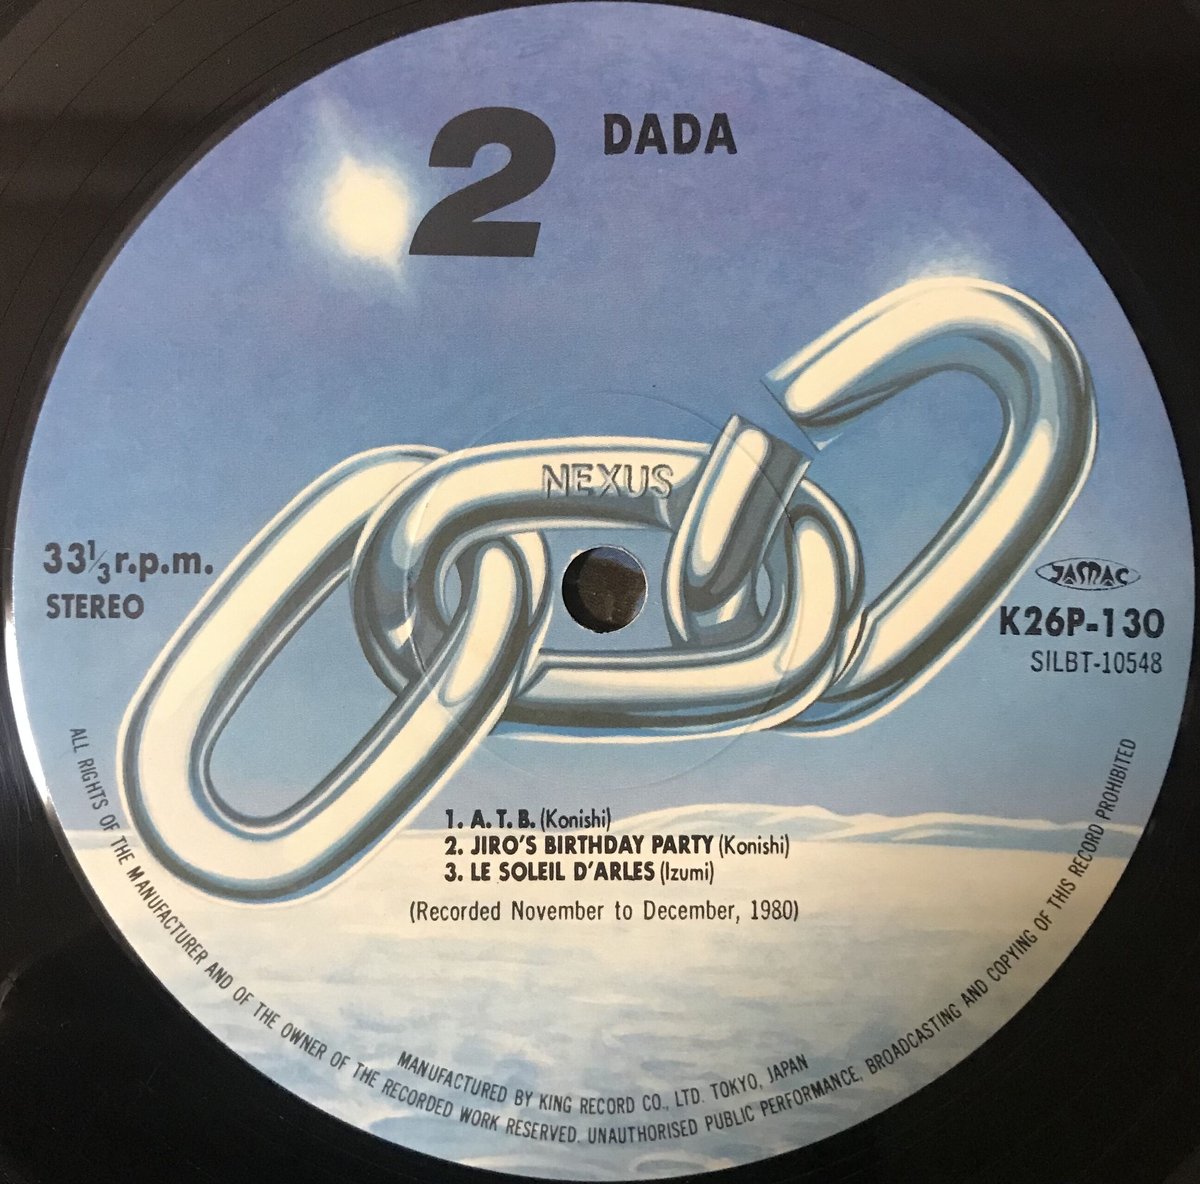 2
DADA
NEXUS
33 1/3 r.p.m.
STEREO
JASRAC
K26P-130
SILBT-10548
1. A. T. B. (Konishi)
2. JIRO'S BIRTHDAY PARTY (Konishi)
3. LE SOLEIL D'ARLES (Izumi)
(Recorded November to December, 1980)
MANUFACTURED BY KING RECORD CO., LTD. TOKYO, JAPAN
ALL RIGHTS OF THE MANUFACTURER AND OF THE OWNER OF THE RECORDED WORK RESERVED. UNAUTHORISED PUBLIC PERFORMANCE, BROADCASTING AND COPYING OF THIS RECORD PROHIBITED